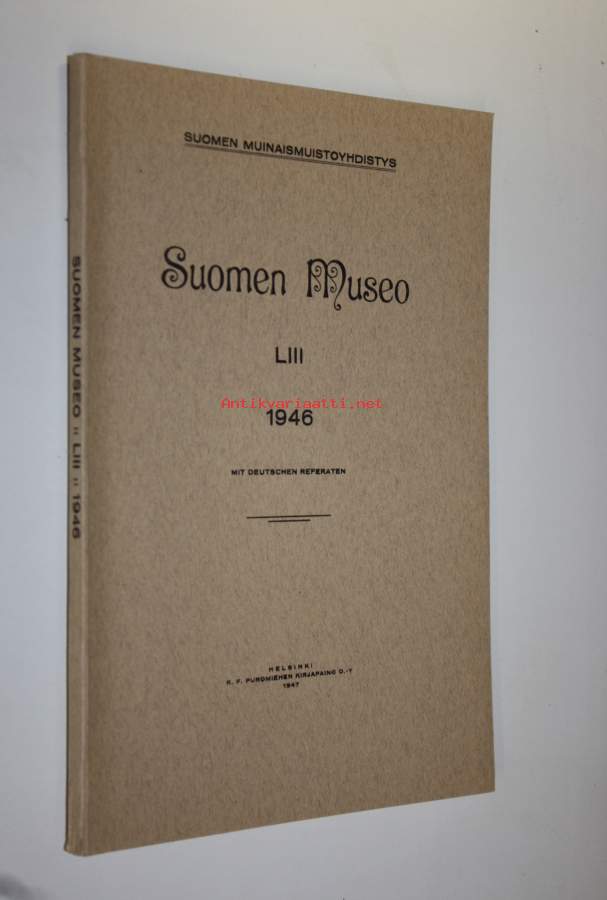 SUOMEN MUINAISMUISTOYHDISTYS
Suomen Museo
LIII
Antikvariaatti.net
1946
MIT DEUTSCHEN REFERATEN
HELSINKI
K. F. PUROMIEHEN KIRJAPAINO O.-Y
1947
SUOMEN MUSEO :: LIII :: 1946